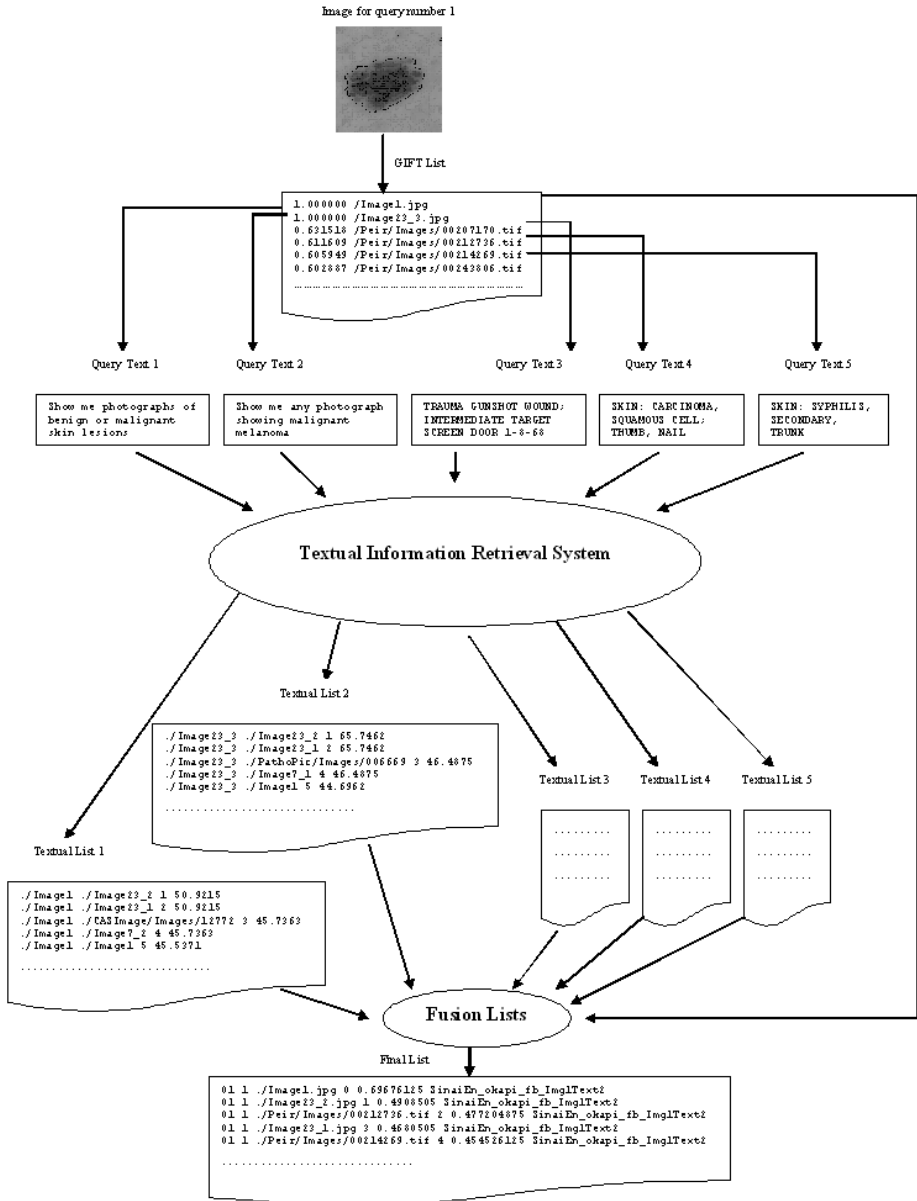 Image for query number 1
GIFT List
1.000000 /Image1.jpg
1.000000 /Image23_3.jpg
0.631518 /Peir/Images/00207170.tif
0.611609 /Peir/Images/00212736.tif
0.605949 /Peir/Images/00214269.tif
0.602887 /Peir/Images/00243806.tif
......................................................................
Query Text 1
Query Text 2
Query Text 3
Query Text 4
Query Text 5
Show me photographs of
benign or malignant
skin lesions
Show me any photograph
showing malignant
melanoma
TRAUMA GUNSHOT WOUND;
INTERMEDIATE TARGET
SCREEN DOOR 1-8-68
SKIN: CARCINOMA,
SQUAMOUS CELL;
THUMB, NAIL
SKIN: SYPHILIS,
SECONDARY,
TRUNK
Textual Information Retrieval System
Textual List 2
./Image23_3 ./Image23_2 1 65.7462
./Image23_3 ./Image23_1 2 65.7462
./Image23_3 ./PathoPic/Images/006669 3 46.4875
./Image23_3 ./Image7_1 4 46.4875
./Image23_3 ./Image1 5 44.6962
...............................
Textual List 3
Textual List 4
Textual List 5
.........
.........
.........
.........
.........
.........
.........
.........
.........
Textual List 1
./Image1 ./Image23_2 1 50.9215
./Image1 ./Image23_1 2 50.9215
./Image1 ./CASImage/Images/12772 3 45.7363
./Image1 ./Image7_2 4 45.7363
./Image1 ./Image1 5 45.5371
...............................
Fusion Lists
Final List
01 1 ./Image1.jpg 0 0.69676125 SinaiEn_okapi_fb_Img1Text2
01 1 ./Image23_2.jpg 1 0.4908505 SinaiEn_okapi_fb_Img1Text2
01 1 ./Peir/Images/00212736.tif 2 0.477204875 SinaiEn_okapi_fb_Img1Text2
01 1 ./Image23_1.jpg 3 0.4680505 SinaiEn_okapi_fb_Img1Text2
01 1 ./Peir/Images/00214269.tif 4 0.454526125 SinaiEn_okapi_fb_Img1Text2
...............................